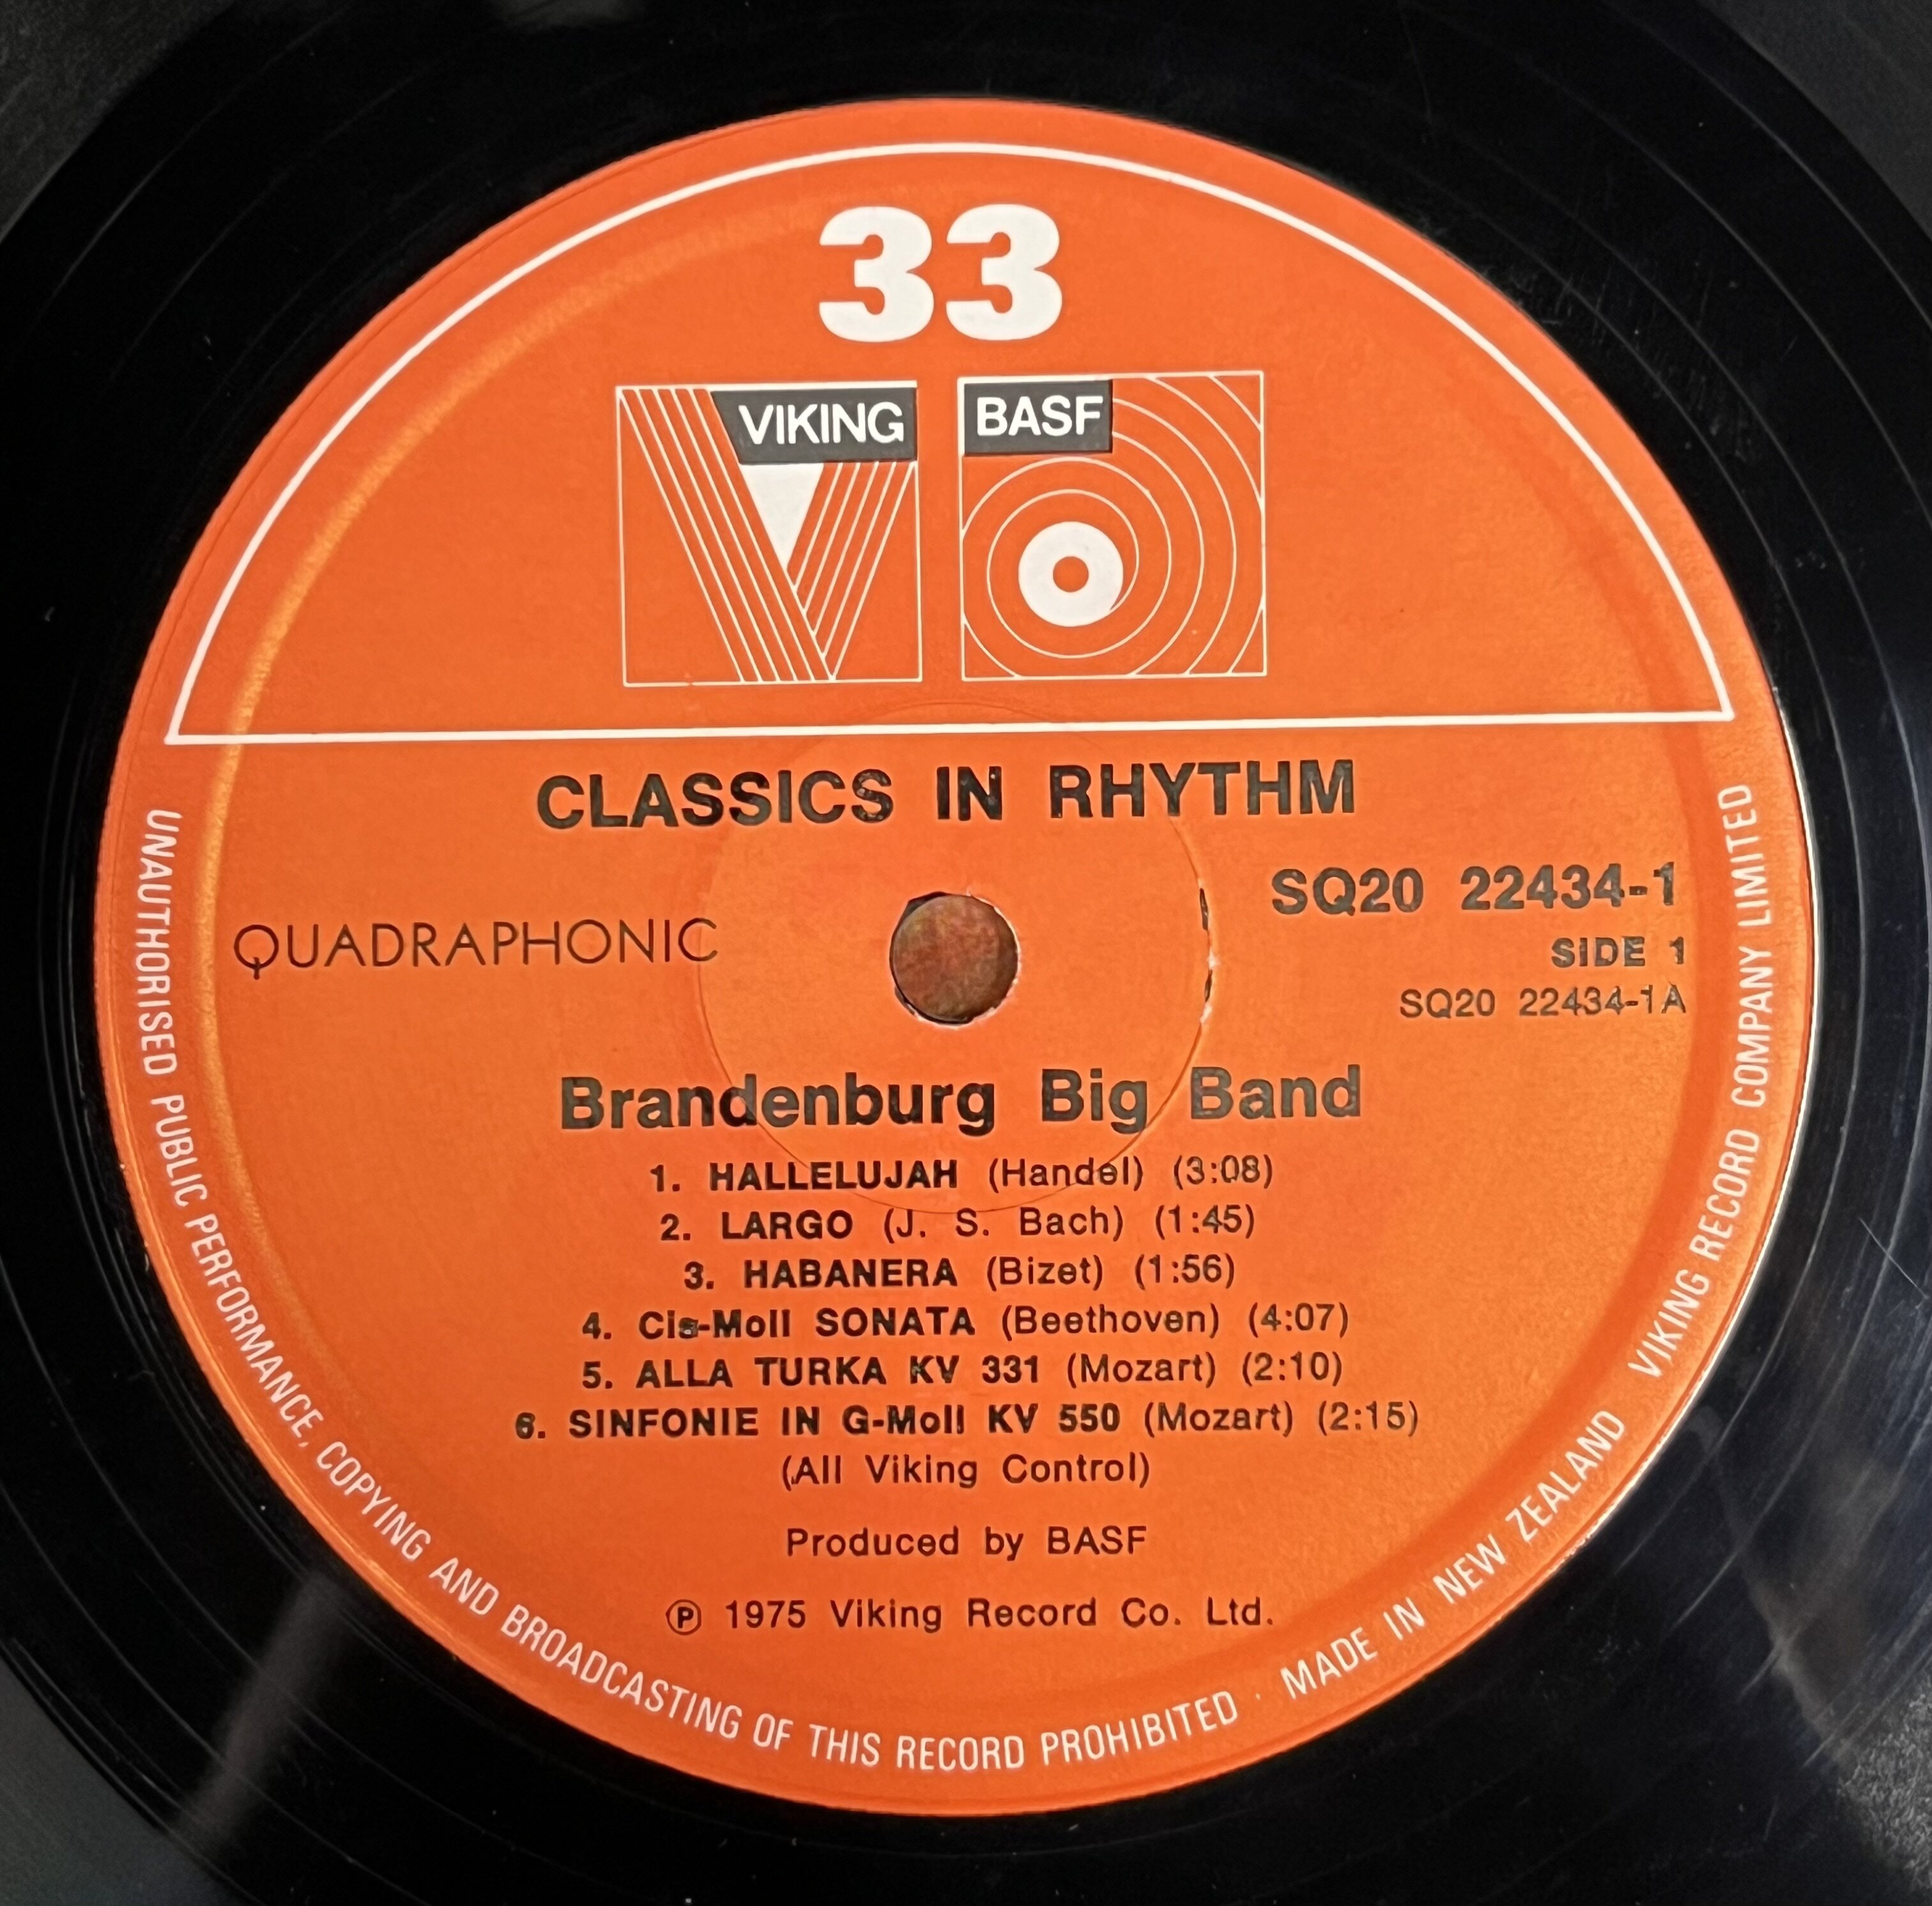 33
VIKING
BASF
CLASSICS IN RHYTHM
QUADRAPHONIC
SQ20 22434-1
SIDE 1
SQ20 22434-1A
Brandenburg Big Band
1. HALLELUJAH (Handel) (3:08)
2. LARGO (J. S. Bach) (1:45)
3. HABANERA (Bizet) (1:56)
4. Cis-Moll SONATA (Beethoven) (4:07)
5. ALLA TURKA KV 331 (Mozart) (2:10)
6. SINFONIE IN G-Moll KV 550 (Mozart) (2:15)
(All Viking Control)
Produced by BASF
Ⓟ 1975 Viking Record Co. Ltd.
UNAUTHORISED PUBLIC PERFORMANCE, COPYING AND BROADCASTING OF THIS RECORD PROHIBITED · MADE IN NEW ZEALAND VIKING RECORD COMPANY LIMITED